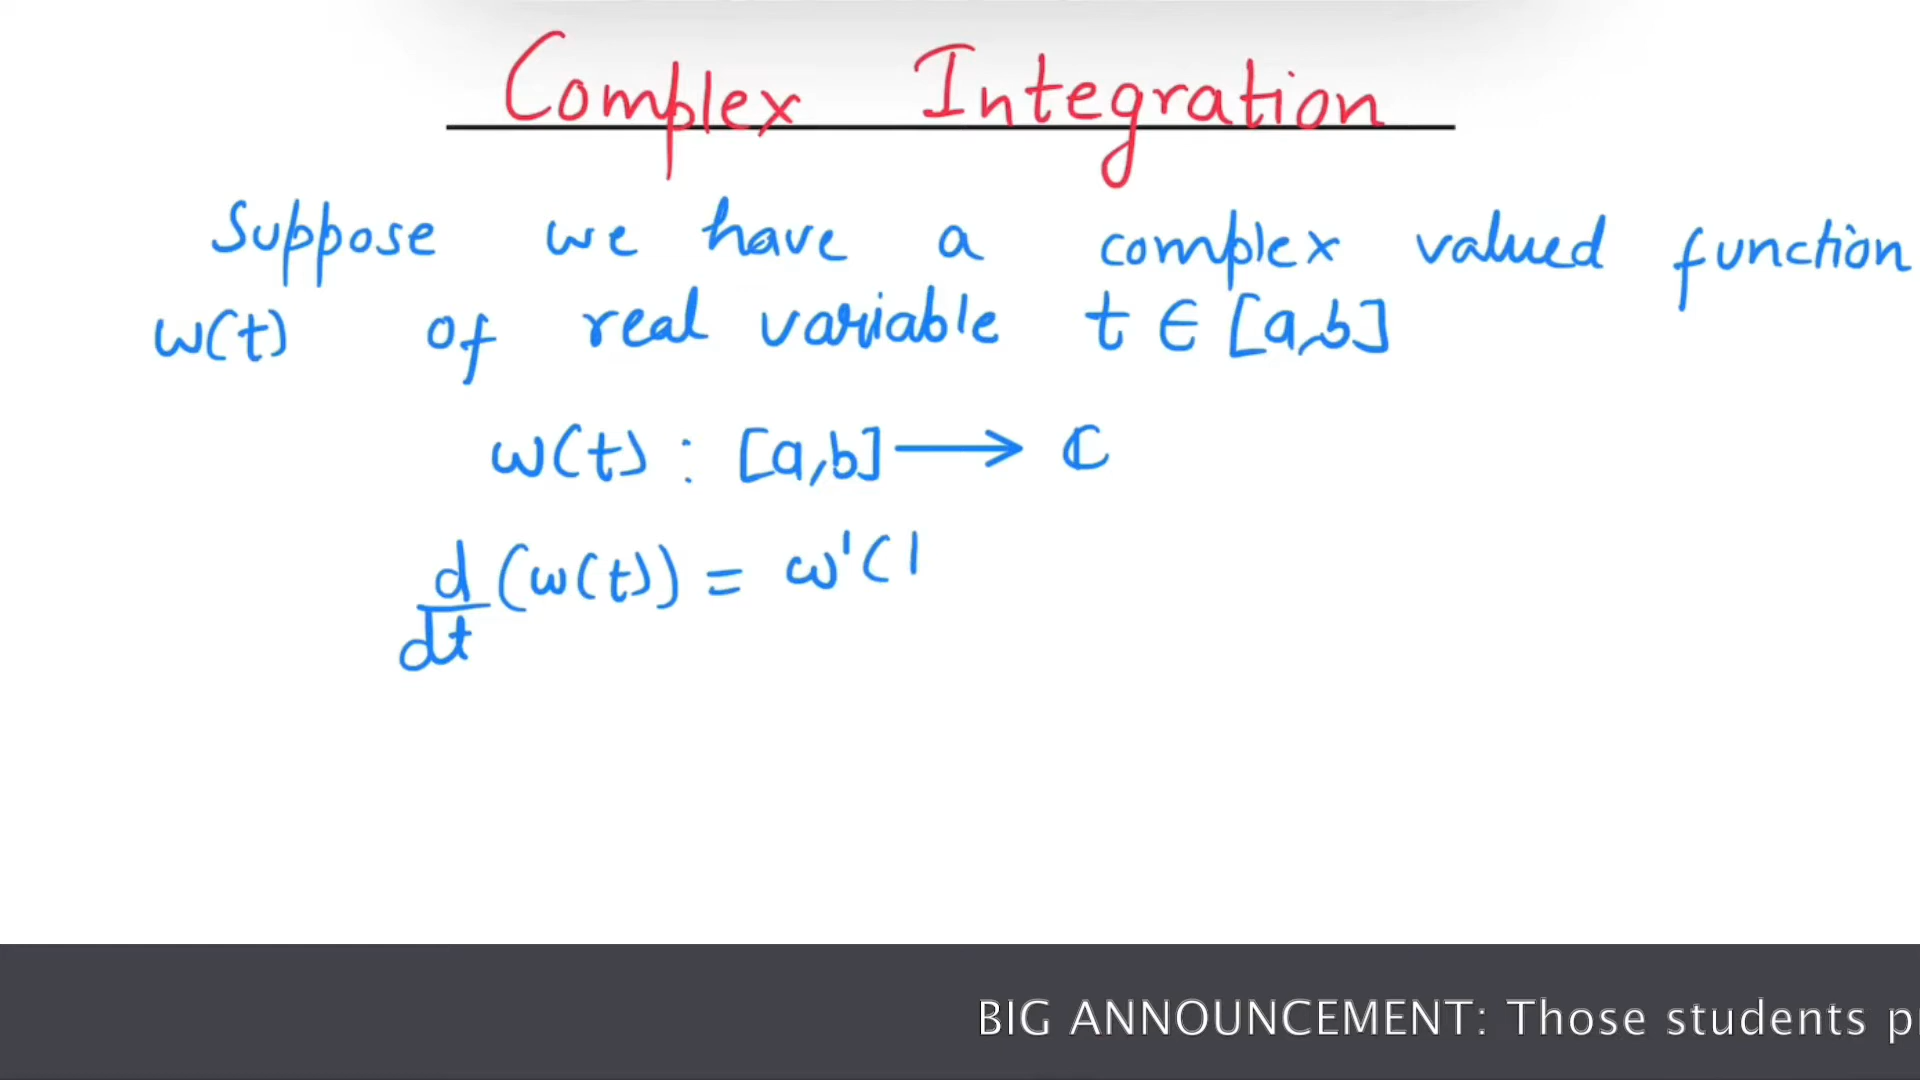 Complex Integration
Suppose we have a complex valued function
w(t) of real variable t ∈ [a,b]
w(t) : [a,b] ⟶ ℂ
d/dt (w(t)) = w'(
BIG ANNOUNCEMENT: Those students p